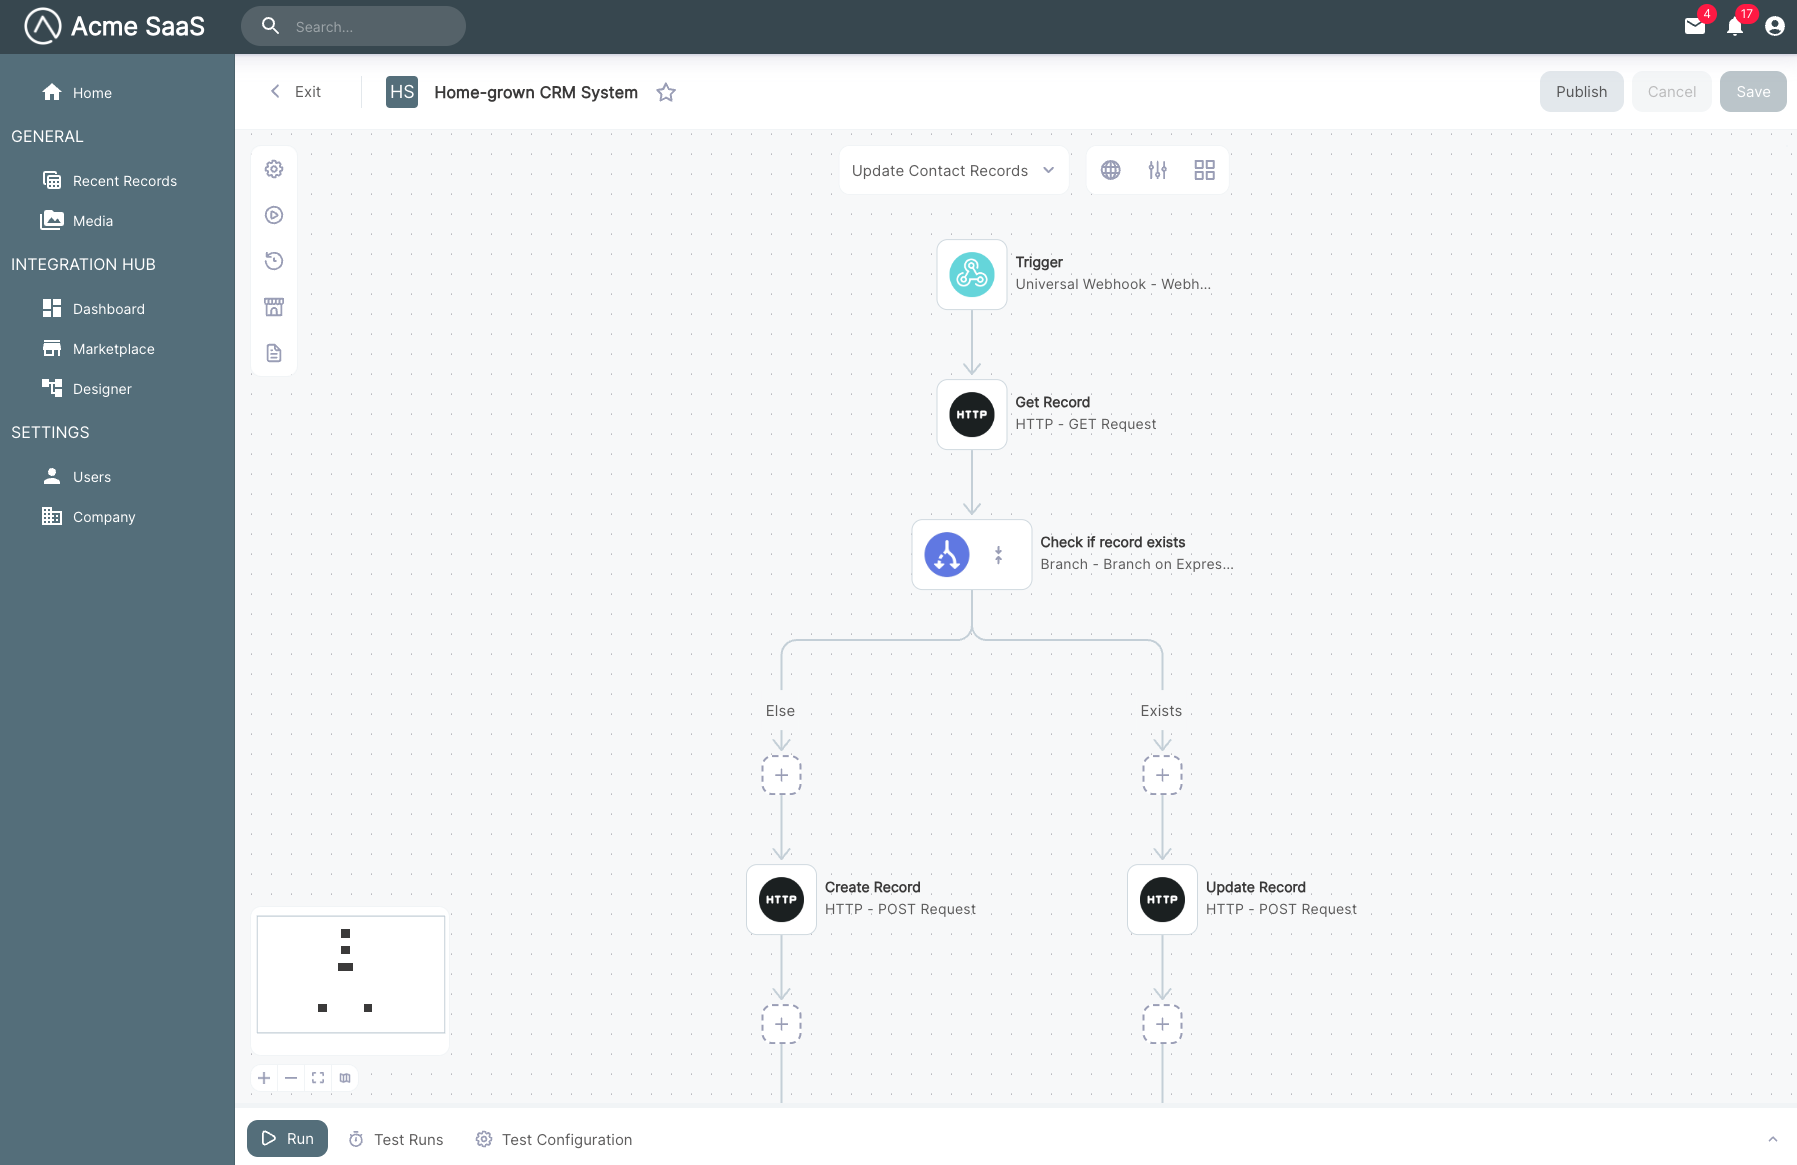 Acme SaaS
Search...
4
17
Home
GENERAL
Recent Records
Media
INTEGRATION HUB
Dashboard
Marketplace
Designer
SETTINGS
Users
Company
Exit
HS
Home-grown CRM System
Publish
Cancel
Save
Update Contact Records
Trigger
Universal Webhook - Webh...
HTTP
Get Record
HTTP - GET Request
Check if record exists
Branch - Branch on Expres...
Else
Exists
HTTP
Create Record
HTTP - POST Request
HTTP
Update Record
HTTP - POST Request
Run
Test Runs
Test Configuration